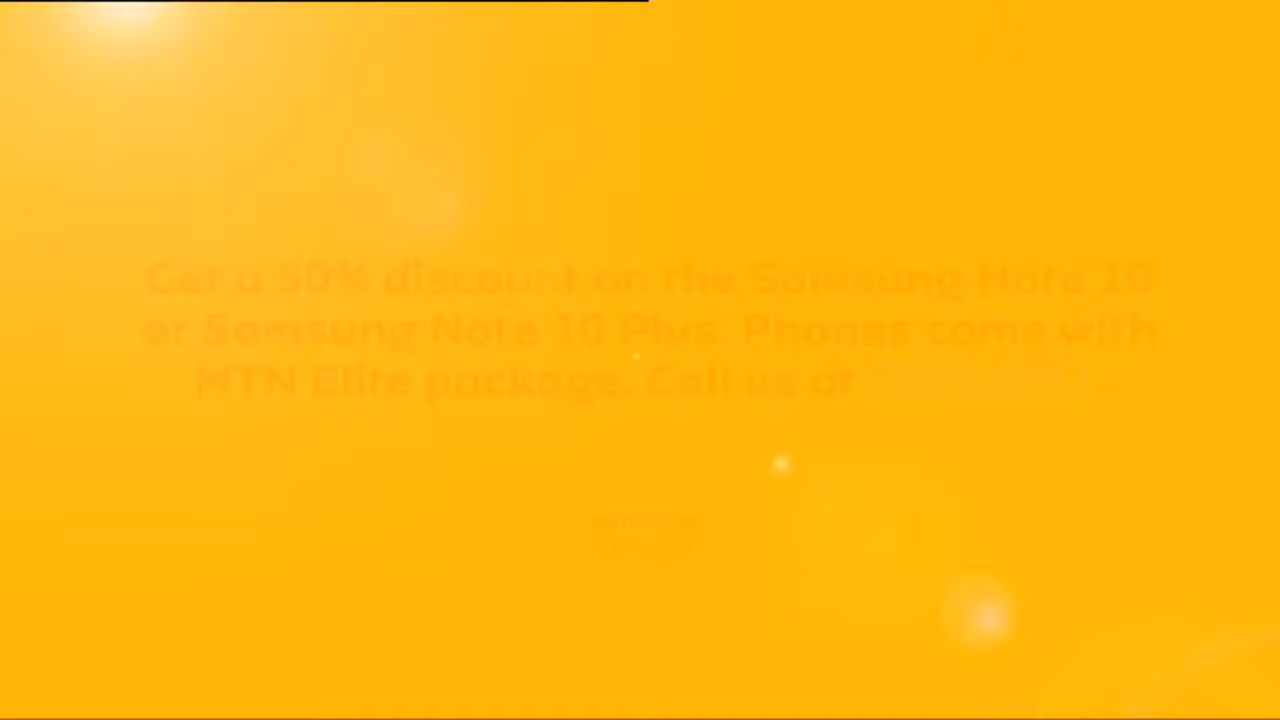 Get a 50% discount on the Samsung Note 10
or Samsung Note 10 Plus. Phones come with
MTN Elite package. Call us at